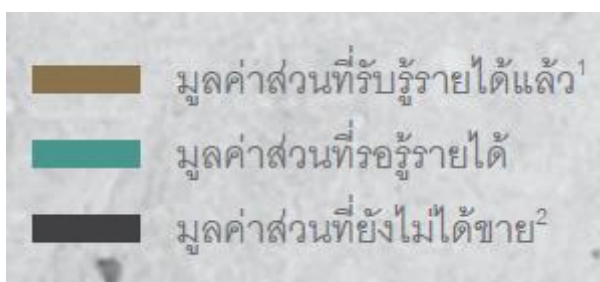 มูลค่าส่วนที่รับรู้รายได้แล้ว¹
มูลค่าส่วนที่รอรู้รายได้
มูลค่าส่วนที่ยังไม่ได้ขาย²